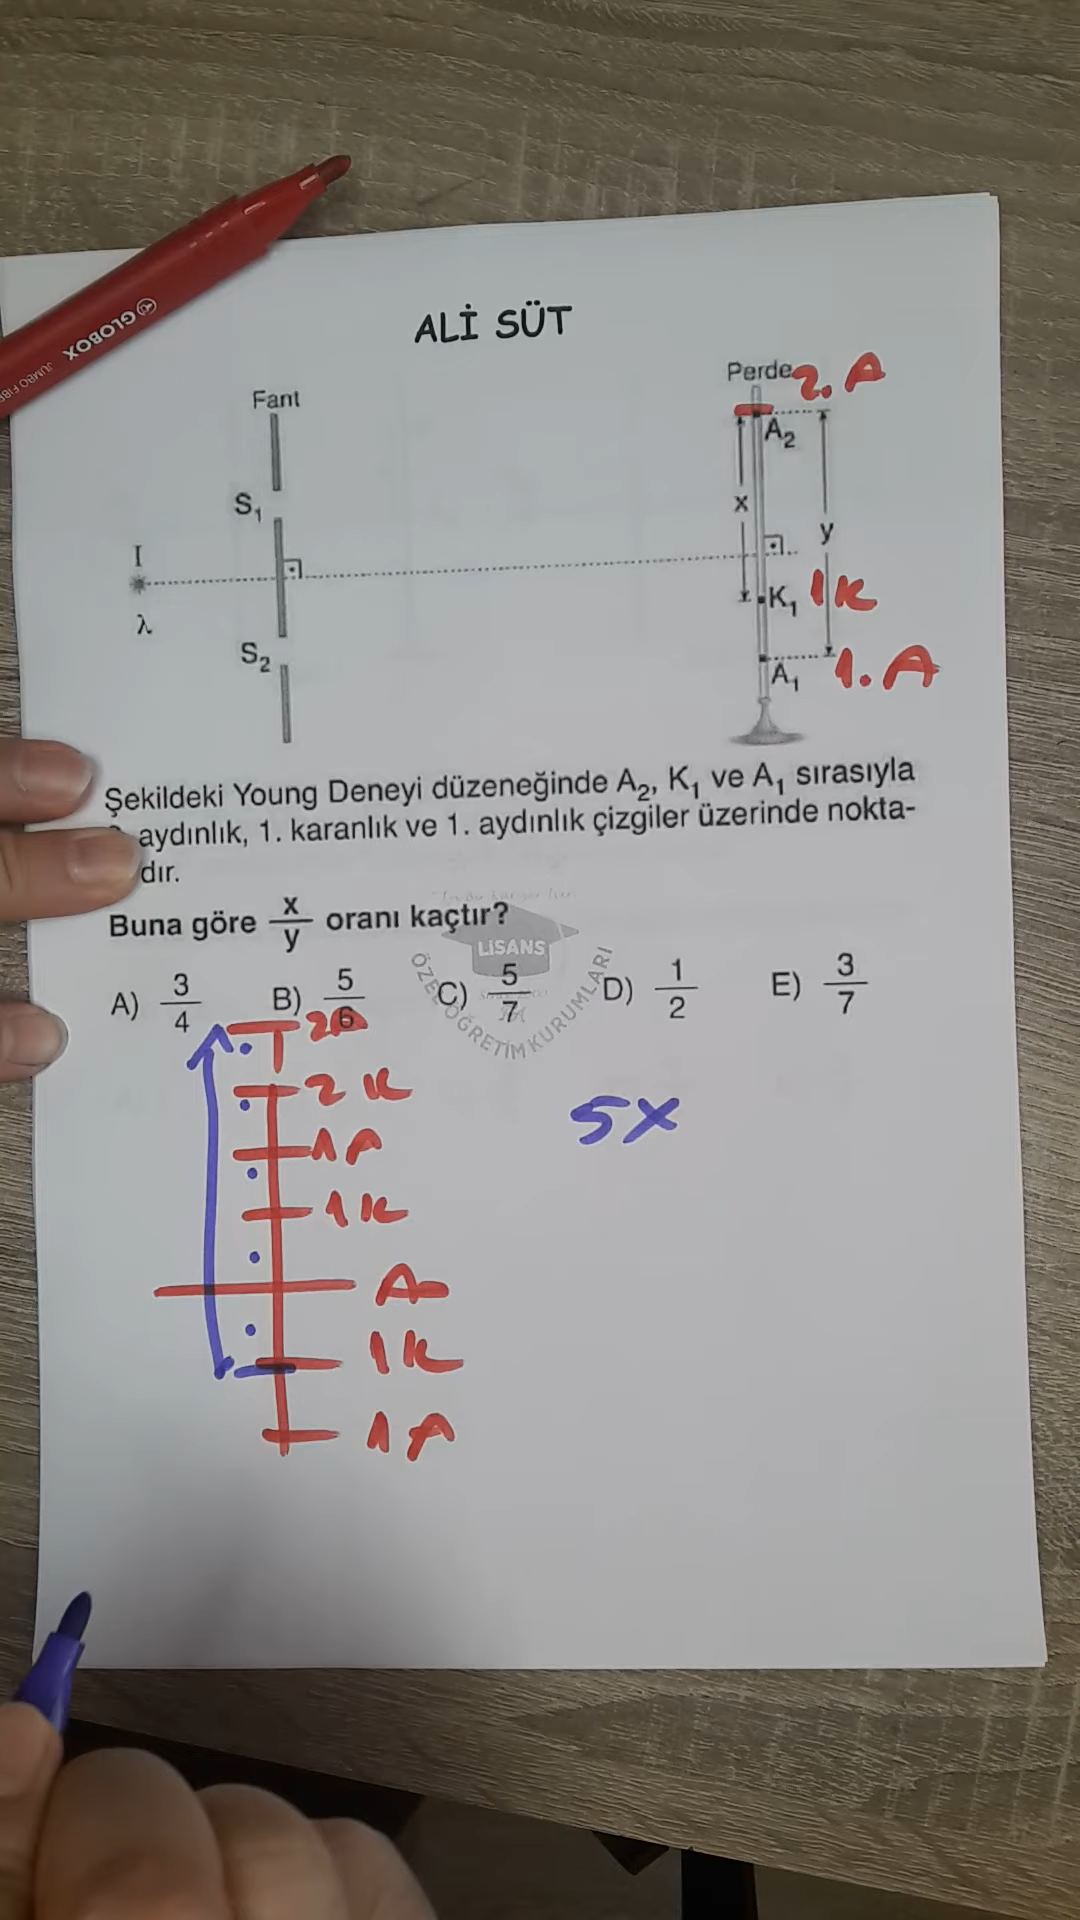 GLOBOX
ALİ SÜT
Perde 2. A
Fant
A2
S1
x
y
I
K1 1K
λ
S2
A1 1. A
Şekildeki Young Deneyi düzeneğinde A2, K1 ve A1 sırasıyla
aydınlık, 1. karanlık ve 1. aydınlık çizgiler üzerinde nokta-
dır.
Buna göre x/y oranı kaçtır?
LİSANS
ÖZEL ÖĞRETİM KURUMLARI
A) 3/4 B) 5/6 C) 5/7 D) 1/2 E) 3/7
2A
2K
5X
1A
1K
A0
1K
1A